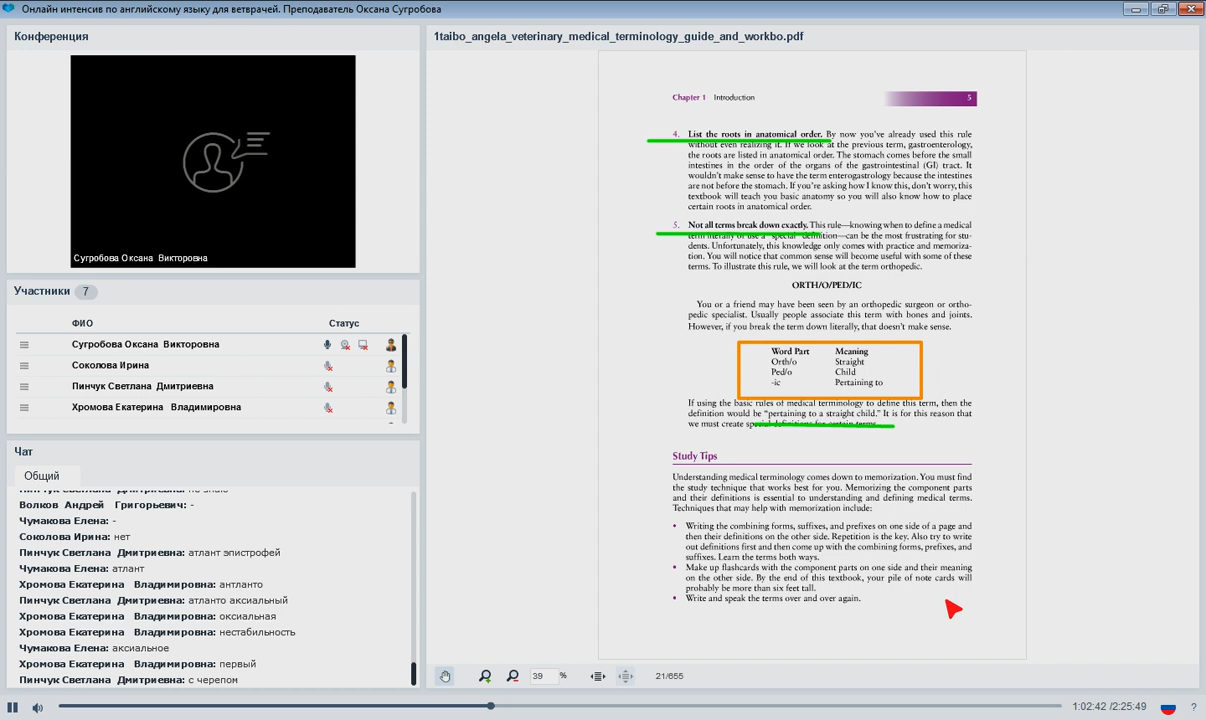 Онлайн интенсив по английскому языку для ветврачей. Преподаватель Оксана Сугробова
Конференция
Сугробова Оксана Викторовна
Участники 7
ФИО Статус
Сугробова Оксана Викторовна
Соколова Ирина
Пинчук Светлана Дмитриевна
Хромова Екатерина Владимировна
Чат
Общий
Пинчук Светлана Дмитриевна: не знаю
Волков Андрей Григорьевич: -
Чумакова Елена: -
Соколова Ирина: нет
Пинчук Светлана Дмитриевна: атлант эпистрофей
Чумакова Елена: атлант
Хромова Екатерина Владимировна: антланто
Пинчук Светлана Дмитриевна: атланто аксиальный
Хромова Екатерина Владимировна: оксиальная
Хромова Екатерина Владимировна: нестабильность
Чумакова Елена: аксиальное
Хромова Екатерина Владимировна: первый
Пинчук Светлана Дмитриевна: с черепом
1taibo_angela_veterinary_medical_terminology_guide_and_workbo.pdf
Chapter 1 Introduction 5
4. List the roots in anatomical order. By now you've already used this rule
without even realizing it. If we look at the previous term, gastroenterology,
the roots are listed in anatomical order. The stomach comes before the small
intestines in the order of the organs of the gastrointestinal (GI) tract. It
wouldn't make sense to have the term enterogastrology because the intestines
are not before the stomach. If you're asking how I know this, don't worry, this
textbook will teach you basic anatomy so you will also know how to place
certain roots in anatomical order.
5. Not all terms break down exactly. This rule—knowing when to define a medical
term literally or use a "special" definition—can be the most frustrating for stu-
dents. Unfortunately, this knowledge only comes with practice and memoriza-
tion. You will notice that common sense will become useful with some of these
terms. To illustrate this rule, we will look at the term orthopedic.
ORTH/O/PED/IC
You or a friend may have been seen by an orthopedic surgeon or ortho-
pedic specialist. Usually people associate this term with bones and joints.
However, if you break the term down literally, that doesn't make sense.
Word Part Meaning
Orth/o Straight
Ped/o Child
-ic Pertaining to
If using the basic rules of medical terminology to define this term, then the
definition would be "pertaining to a straight child." It is for this reason that
we must create special definitions for certain terms.
Study Tips
Understanding medical terminology comes down to memorization. You must find
the study technique that works best for you. Memorizing the component parts
and their definitions is essential to understanding and defining medical terms.
Techniques that may help with memorization include:
• Writing the combining forms, suffixes, and prefixes on one side of a page and
then their definitions on the other side. Repetition is the key. Also try to write
out definitions first and then come up with the combining forms, prefixes, and
suffixes. Learn the terms both ways.
• Make up flashcards with the component parts on one side and their meaning
on the other side. By the end of this textbook, your pile of note cards will
probably be more than six feet tall.
• Write and speak the terms over and over again.
39 % 21/655
1:02:42 /2:25:49 ?